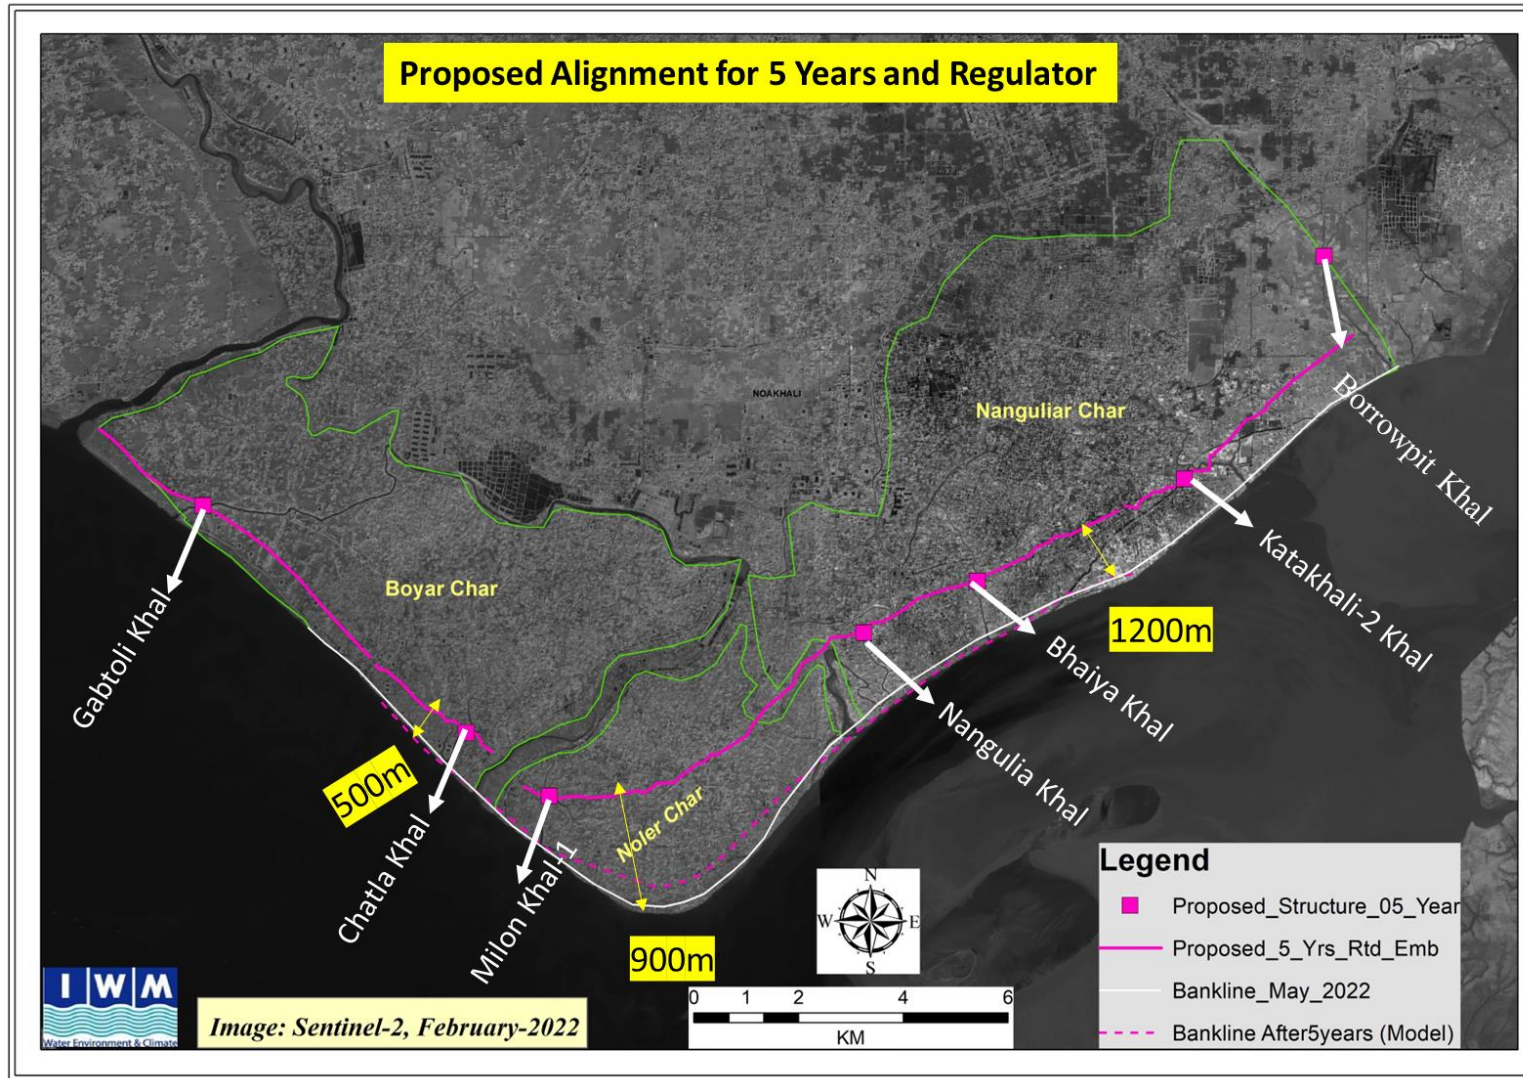 Proposed Alignment for 5 Years and Regulator
NOAKHALI
Nanguliar Char
Borrowpit Khal
Boyar Char
Katakhali-2 Khal
1200m
Gabtoli Khal
Bhaiya Khal
Nangulia Khal
500m
Noler Char
Chatla Khal
Milon Khal-1
900m
N
W
E
S
Legend
Proposed_Structure_05_Year
Proposed_5_Yrs_Rtd_Emb
Bankline_May_2022
Bankline After5years (Model)
IWM
Water Environment & Climate
Image: Sentinel-2, February-2022
0 1 2 4 6
KM